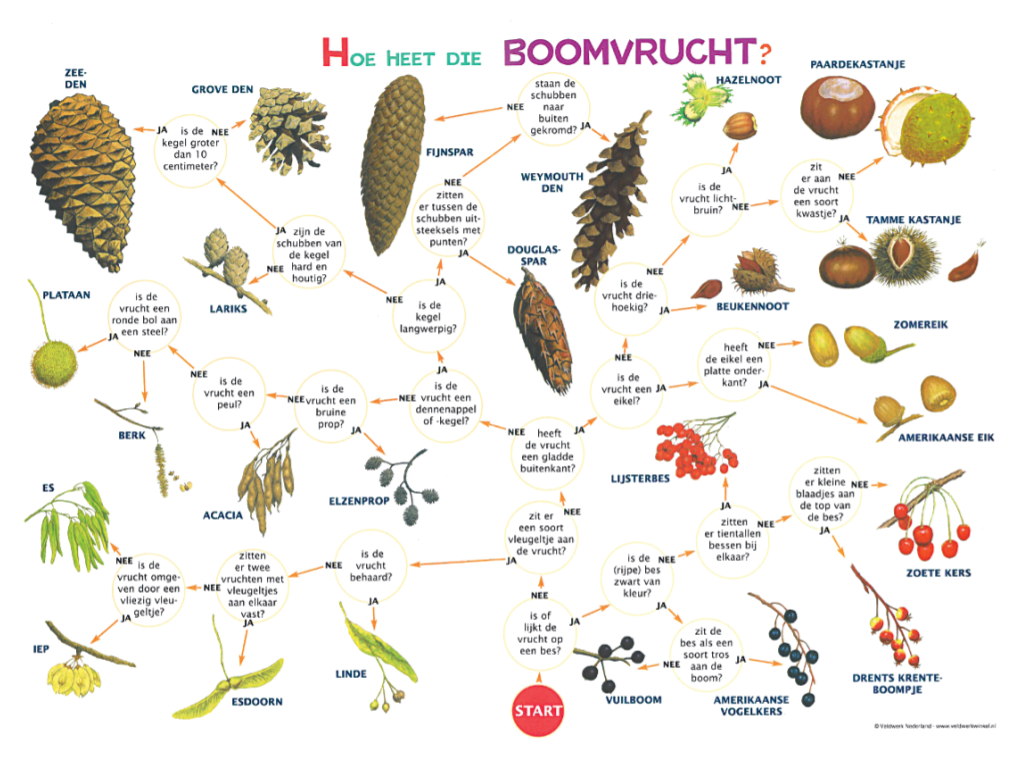 HOE HEET DIE BOOMVRUCHT?
ZEE-
DEN
GROVE DEN
JA
is de
kegel groter
dan 10
centimeter?
NEE
FIJNSPAR
NEE
staan de
schubben
naar
buiten
gekromd?
JA
WEYMOUTH
DEN
HAZELNOOT
PAARDEKASTANJE
JA
is de
vrucht licht-
bruin?
NEE
zit
er aan
de vrucht
een soort
kwastje?
NEE
JA
TAMME KASTANJE
NEE
zitten
er tussen de
schubben uit-
steeksels met
punten?
JA
DOUGLAS-
SPAR
JA
zijn de
schubben van
de kegel
hard en
houtig?
NEE
LARIKS
JA
is de
kegel
langwerpig?
NEE
NEE
is de
vrucht drie-
hoekig?
JA
BEUKENNOOT
PLATAAN
is de
vrucht een
ronde bol aan
een steel?
JA
NEE
BERK
NEE
is de
vrucht een
peul?
JA
ACACIA
is de
vrucht een
bruine
prop?
NEE
JA
ELZENPROP
JA
is de
vrucht een
dennenappel
of -kegel?
NEE
NEE
is de
vrucht een
eikel?
JA
heeft
de eikel een
platte onder-
kant?
NEE
JA
ZOMEREIK
AMERIKAANSE EIK
NEE
heeft
de vrucht
een gladde
buitenkant?
JA
LIJSTERBES
JA
zitten
er tientallen
bessen bij
elkaar?
NEE
zitten
er kleine
blaadjes aan
de top van
de bes?
NEE
JA
ZOETE KERS
DRENTS KRENTE-
BOOMPJE
ES
NEE
is de
vrucht omge-
ven door een
vliezig vleu-
geltje?
JA
IEP
zitten
er twee
vruchten met
vleugeltjes
aan elkaar
vast?
NEE
JA
ESDOORN
is de
vrucht
behaard?
NEE
JA
LINDE
NEE
zit er
een soort
vleugeltje aan
de vrucht?
JA
NEE
is of
lijkt de
vrucht op
een bes?
JA
is de
(rijpe) bes
zwart van
kleur?
NEE
JA
zit de
bes als een
soort tros
aan de
boom?
NEE
JA
VUILBOOM
AMERIKAANSE
VOGELKERS
START
© Veldwerk Nederland - www.veldwerkwinkel.nl